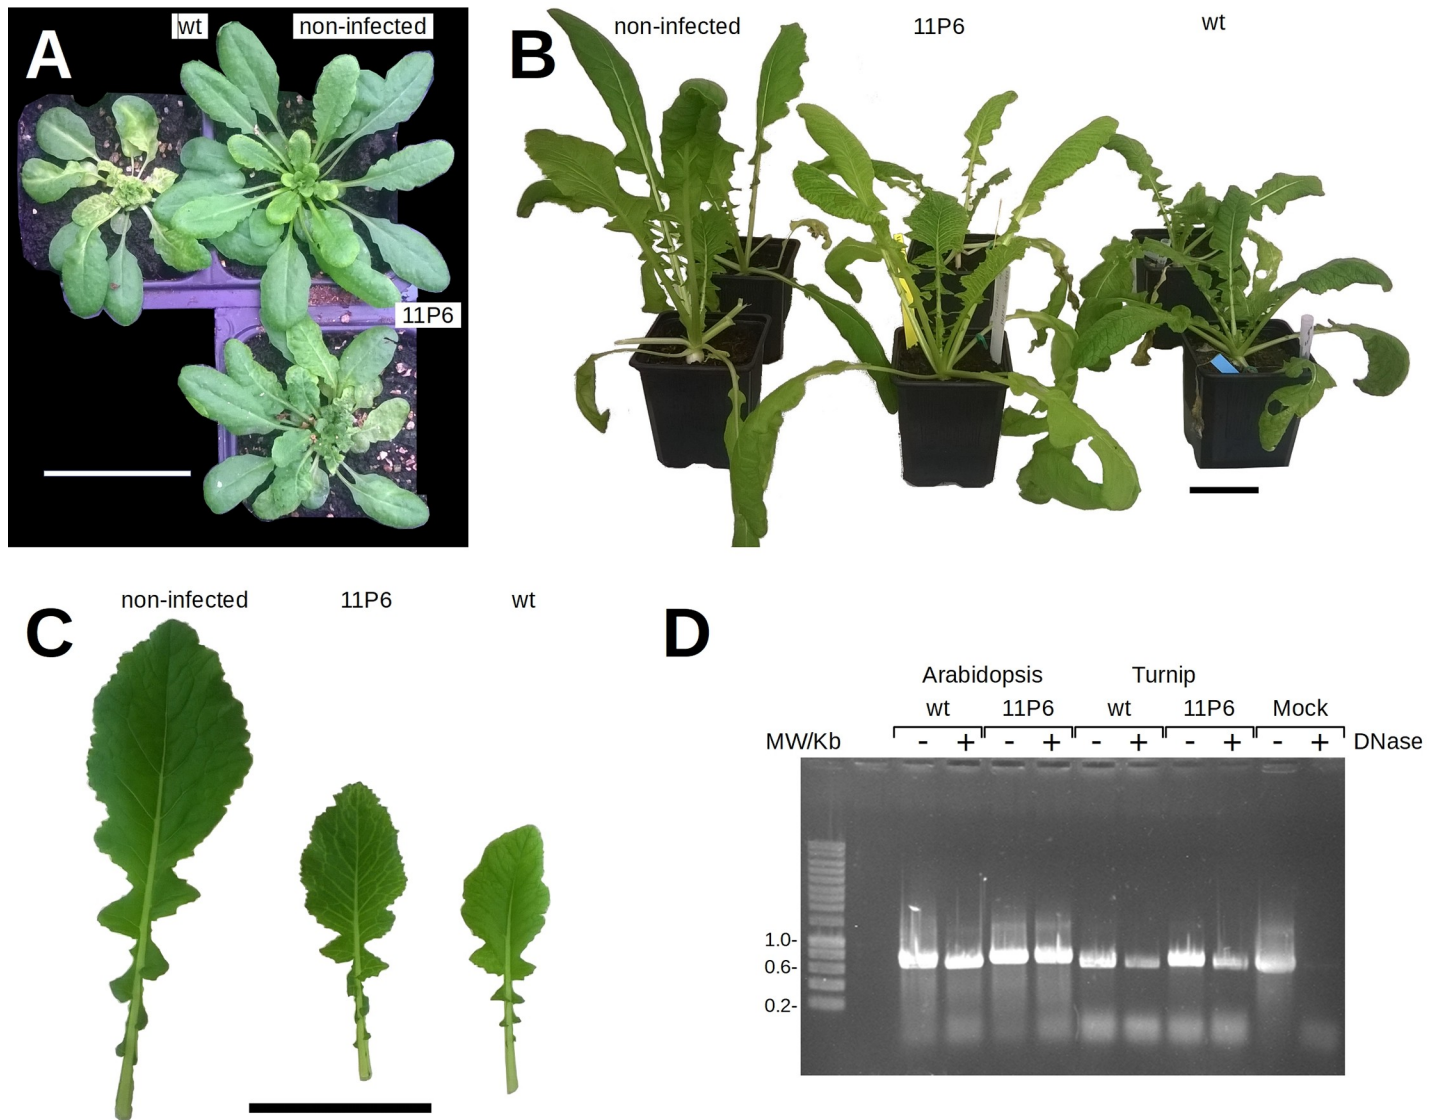 A
wt
non-infected
11P6
B
non-infected
11P6
wt
C
non-infected
11P6
wt
D
Arabidopsis Turnip
wt 11P6 wt 11P6 Mock
MW/Kb - + - + - + - + - + DNase
1.0-
0.6-
0.2-